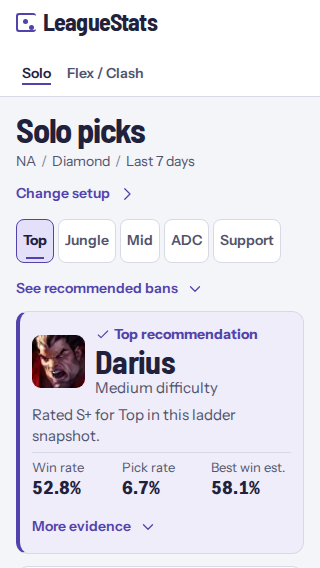 LeagueStats
Solo Flex / Clash
Solo picks
NA / Diamond / Last 7 days
Change setup
Top Jungle Mid ADC Support
See recommended bans
Top recommendation
Darius
Medium difficulty
Rated S+ for Top in this ladder
snapshot.
Win rate Pick rate Best win est.
52.8% 6.7% 58.1%
More evidence